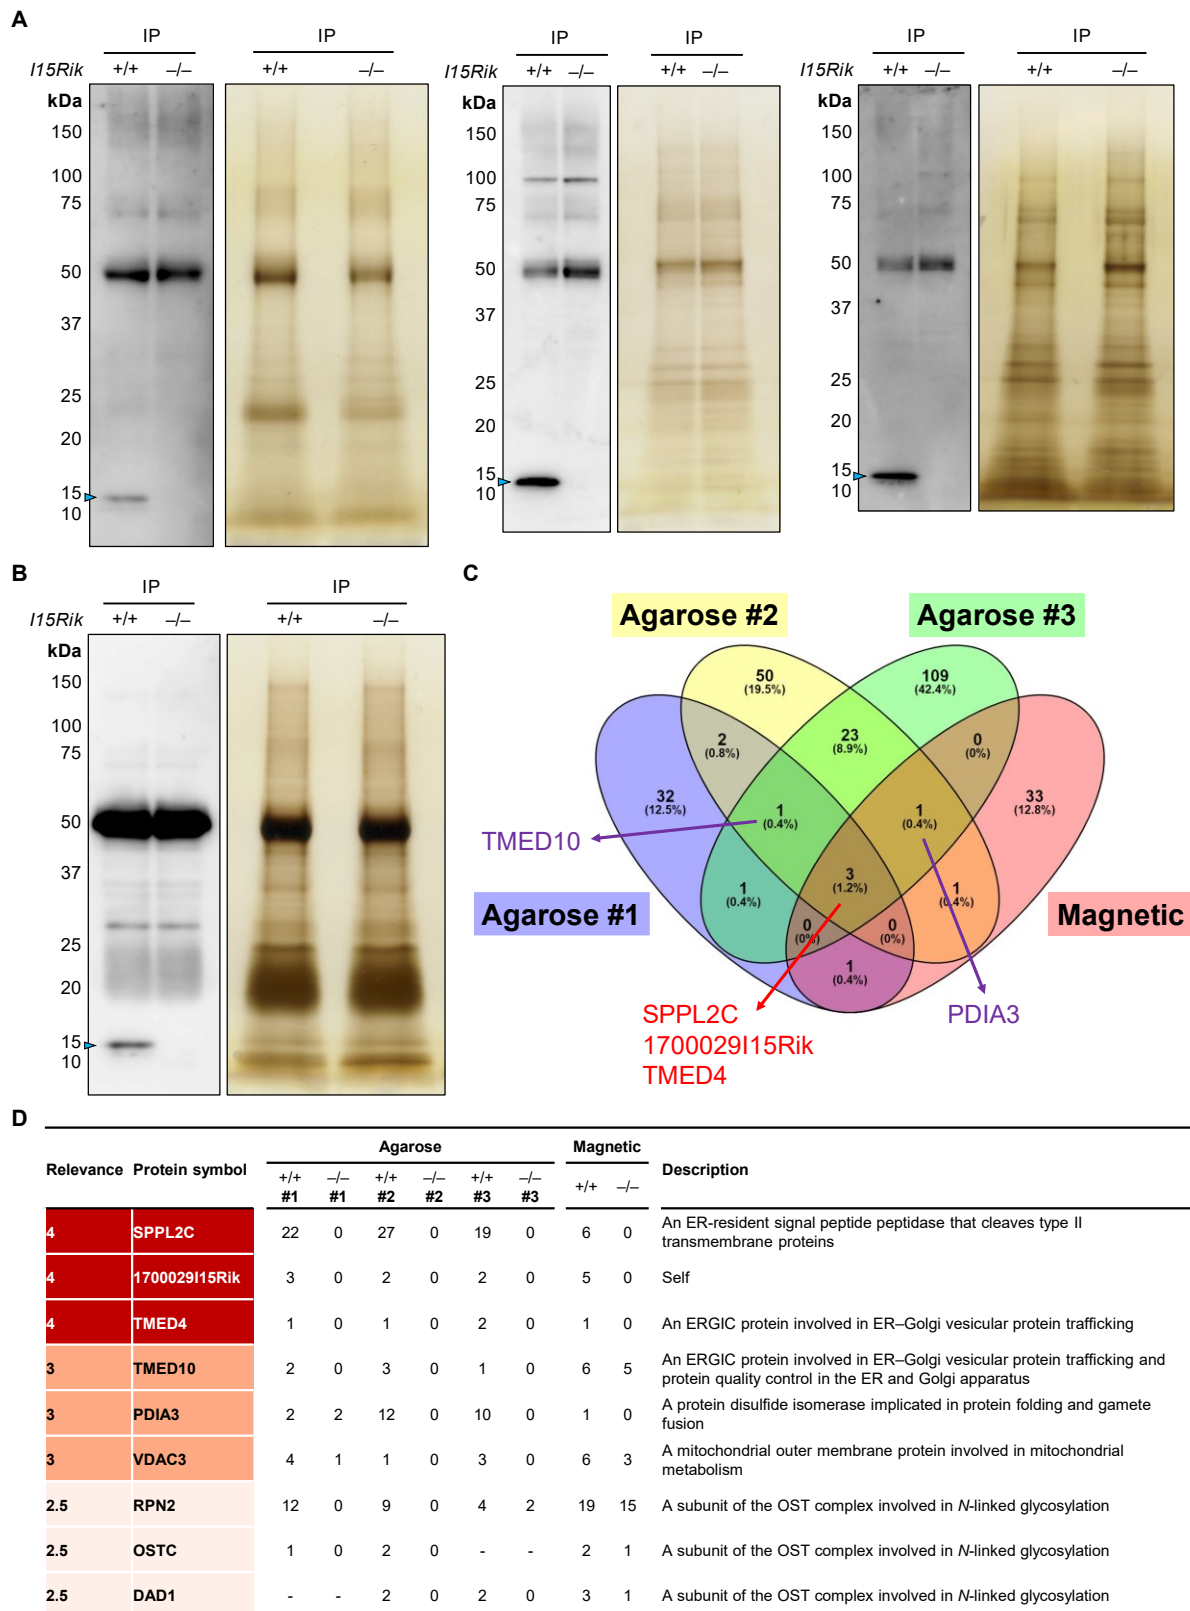 A
IP IP IP IP IP IP
I15Rik +/+ –/– +/+ –/– I15Rik +/+ –/– +/+ –/– I15Rik +/+ –/– +/+ –/–
kDa kDa kDa
150 150 150
100 100 100
75 75 75
50 50 50
37 37 37
25 25 25
20 20 20
15 15 15
10 10 10
B
IP IP
I15Rik +/+ –/– +/+ –/–
kDa
150
100
75
50
37
25
20
15
10
C
Agarose #2 Agarose #3
50 109
(19.5%) (42.4%)
2 23 0
(0.8%) (8.9%) (0%)
32 1 1 33
(12.5%) (0.4%) (0.4%) (12.8%)
TMED10
3
(1.2%)
1 1
(0.4%) (0.4%)
Agarose #1 Magnetic
0 0
(0%) (0%)
1
(0.4%)
SPPL2C PDIA3
1700029I15Rik
TMED4
D
Agarose Magnetic
Relevance Protein symbol +/+ #1 –/– #1 +/+ #2 –/– #2 +/+ #3 –/– #3 +/+ –/– Description
4 SPPL2C 22 0 27 0 19 0 6 0 An ER-resident signal peptide peptidase that cleaves type II
transmembrane proteins
4 1700029I15Rik 3 0 2 0 2 0 5 0 Self
4 TMED4 1 0 1 0 2 0 1 0 An ERGIC protein involved in ER–Golgi vesicular protein trafficking
3 TMED10 2 0 3 0 1 0 6 5 An ERGIC protein involved in ER–Golgi vesicular protein trafficking and
protein quality control in the ER and Golgi apparatus
3 PDIA3 2 2 12 0 10 0 1 0 A protein disulfide isomerase implicated in protein folding and gamete
fusion
3 VDAC3 4 1 1 0 3 0 6 3 A mitochondrial outer membrane protein involved in mitochondrial
metabolism
2.5 RPN2 12 0 9 0 4 2 19 15 A subunit of the OST complex involved in N-linked glycosylation
2.5 OSTC 1 0 2 0 - - 2 1 A subunit of the OST complex involved in N-linked glycosylation
2.5 DAD1 - - 2 0 2 0 3 1 A subunit of the OST complex involved in N-linked glycosylation